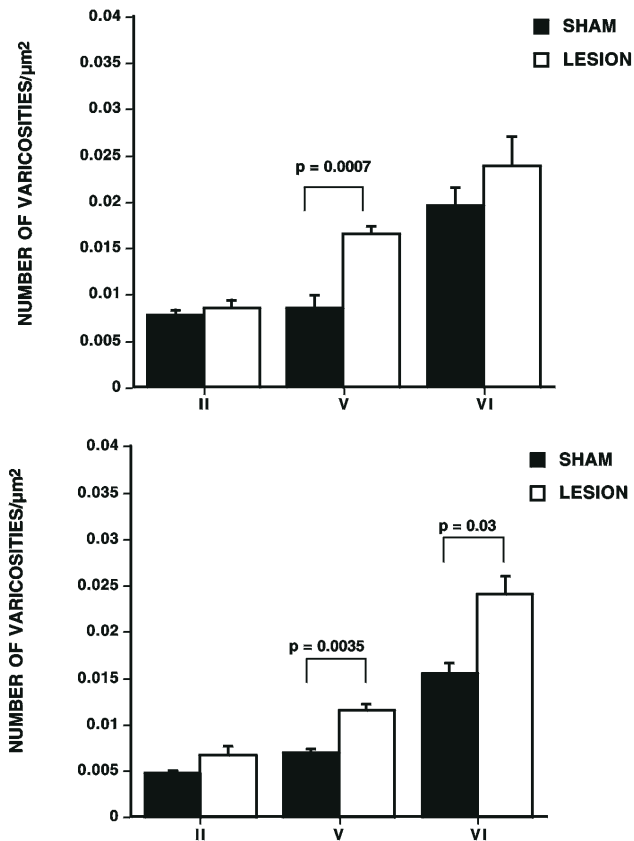 0.04
SHAM
0.035
LESION
0.03
0.025
p = 0.0007
0.02
0.015
0.01
0.005
0
NUMBER OF VARICOSITIES/µm2
II
V
VI
0.04
SHAM
0.035
LESION
0.03
p = 0.03
0.025
0.02
p = 0.0035
0.015
0.01
0.005
0
NUMBER OF VARICOSITIES/µm2
II
V
VI